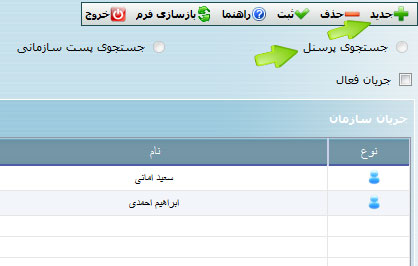 جدید حذف ثبت راهنما بازسازی فرم خروج
جستجوی پرسنل جستجوی پست سازمانی
جریان فعال
جریان سازمان
نوع نام
سعید امانی
ابراهیم احمدی